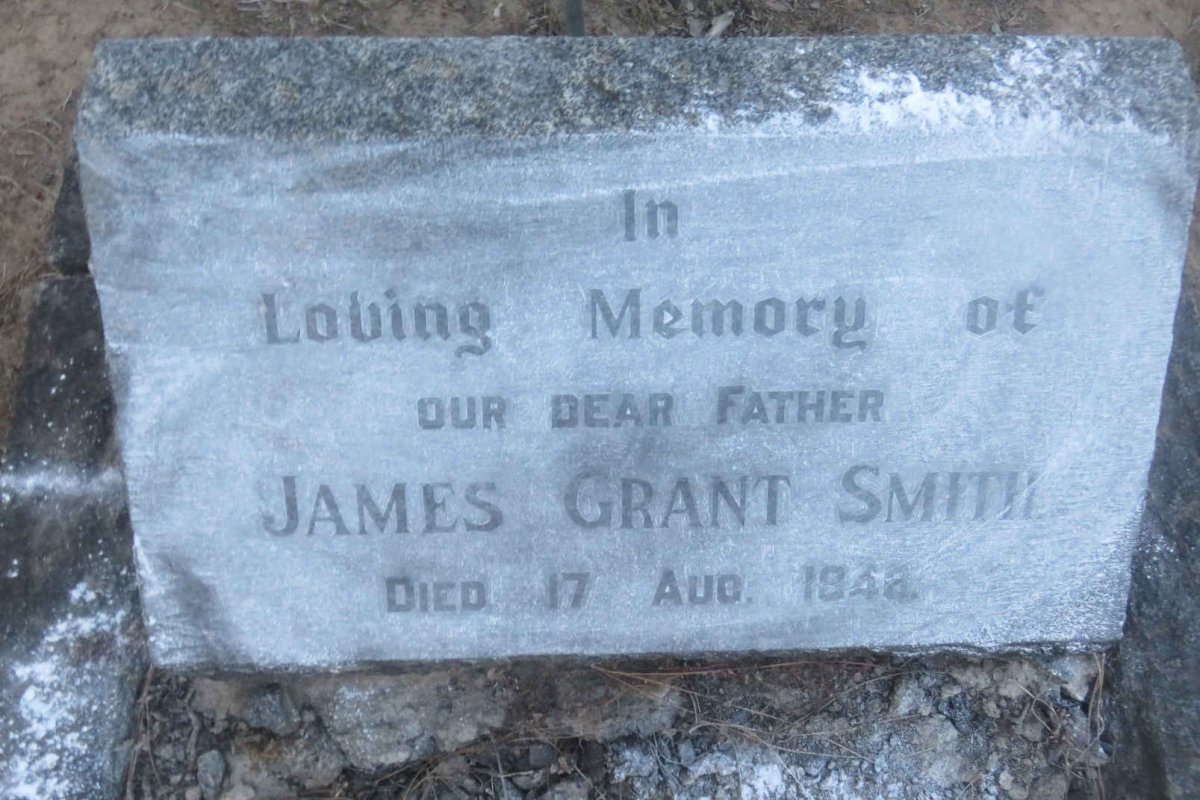 In
Loving Memory of
OUR DEAR FATHER
JAMES GRANT SMITH
DIED 17 AUG.